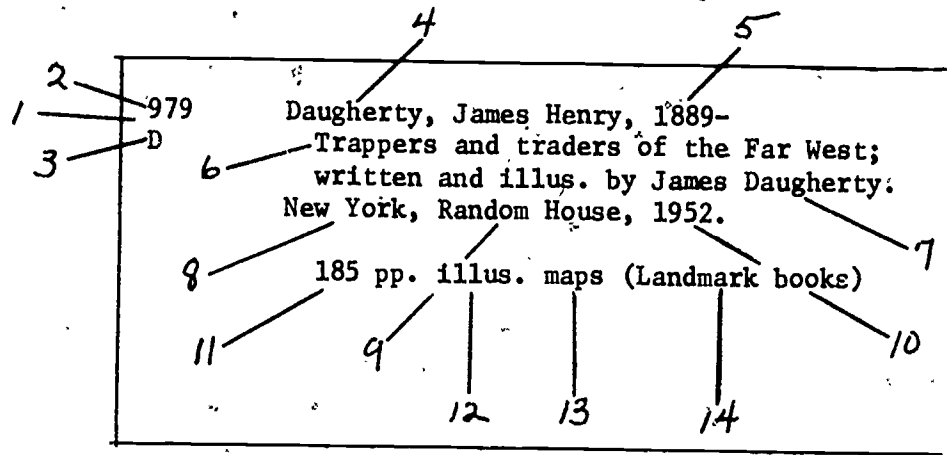 4 5
2 979 Daugherty, James Henry, 1889-
1
3 D 6 Trappers and traders of the Far West;
written and illus. by James Daugherty.
New York, Random House, 1952.
8 7
185 pp. illus. maps (Landmark books)
11 9 10
12 13 14